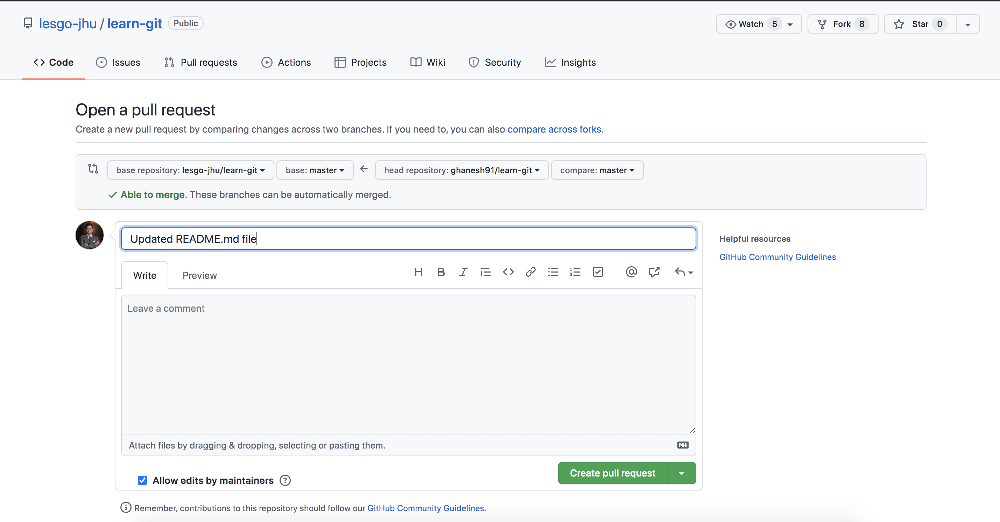 lesgo-jhu / learn-git Public Watch 5 Fork 8 Star 0
Code Issues Pull requests Actions Projects Wiki Security Insights
Open a pull request
Create a new pull request by comparing changes across two branches. If you need to, you can also compare across forks.
base repository: lesgo-jhu/learn-git base: master head repository: ghanesh91/learn-git compare: master
Able to merge. These branches can be automatically merged.
Updated README.md file
Helpful resources
GitHub Community Guidelines
Write Preview
Leave a comment
Attach files by dragging & dropping, selecting or pasting them.
Allow edits by maintainers
Create pull request
Remember, contributions to this repository should follow our GitHub Community Guidelines.